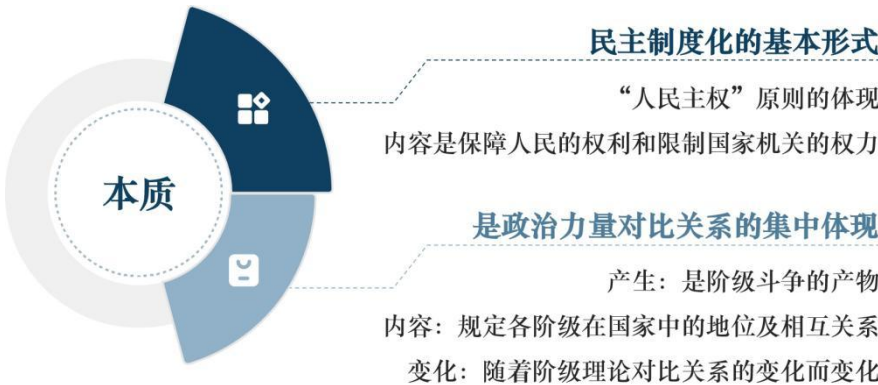 本质
民主制度化的基本形式
“人民主权”原则的体现
内容是保障人民的权利和限制国家机关的权力
是政治力量对比关系的集中体现
产生：是阶级斗争的产物
内容：规定各阶级在国家中的地位及相互关系
变化：随着阶级理论对比关系的变化而变化